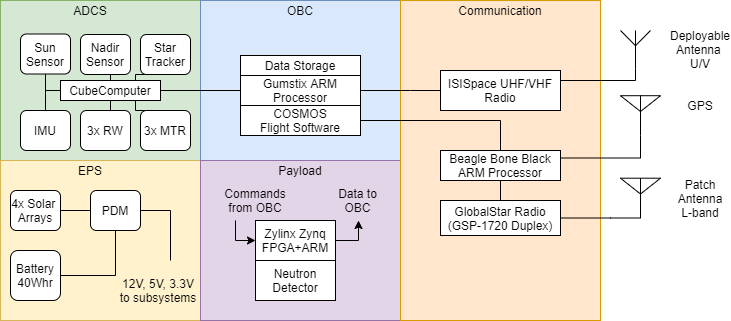 ADCS
Sun
Sensor
Nadir
Sensor
Star
Tracker
CubeComputer
IMU
3x RW
3x MTR
OBC
Data Storage
Gumstix ARM
Processor
COSMOS
Flight Software
Communication
ISISpace UHF/VHF
Radio
Beagle Bone Black
ARM Processor
GlobalStar Radio
(GSP-1720 Duplex)
Deployable
Antenna
U/V
GPS
Patch
Antenna
L-band
EPS
4x Solar
Arrays
PDM
Battery
40Whr
12V, 5V, 3.3V
to subsystems
Payload
Commands
from OBC
Data to
OBC
Zylinx Zynq
FPGA+ARM
Neutron
Detector